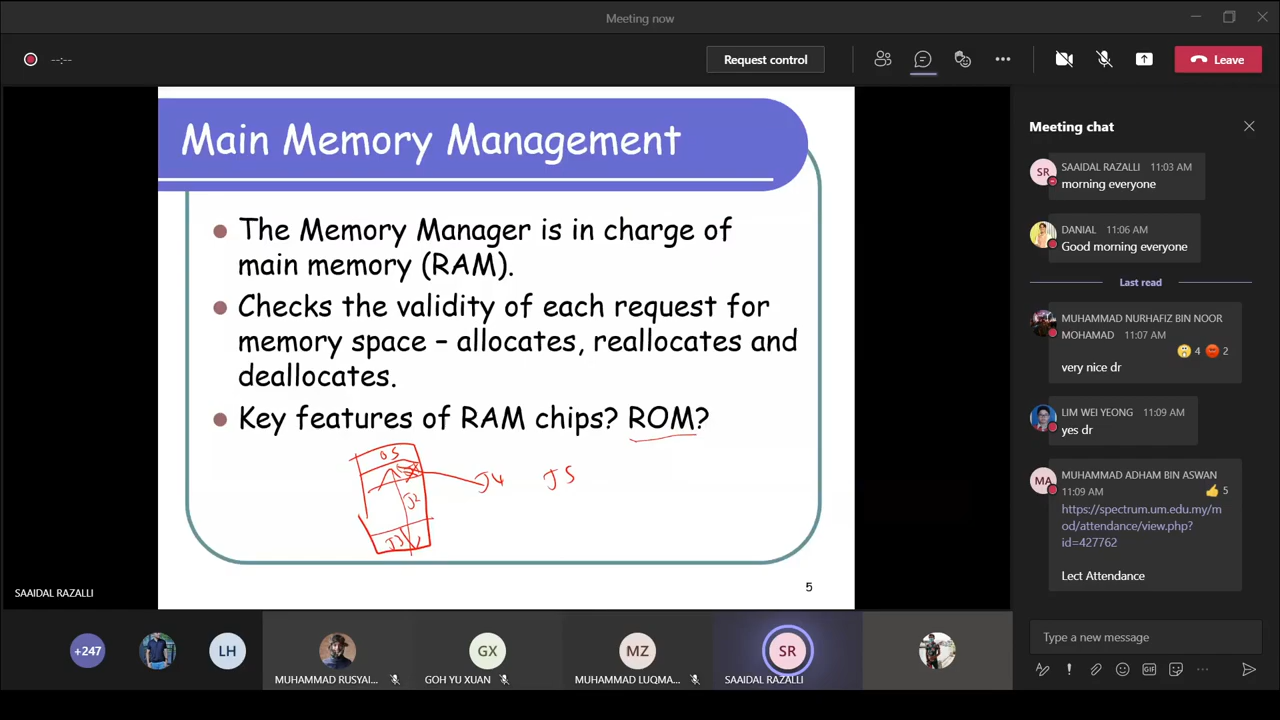 Meeting now
--:--
Request control
Leave
Main Memory Management
The Memory Manager is in charge of
main memory (RAM).
Checks the validity of each request for
memory space – allocates, reallocates and
deallocates.
Key features of RAM chips? ROM?
OS
J4 J5
J2
J3
5
SAAIDAL RAZALLI
Meeting chat
SR
SAAIDAL RAZALLI 11:03 AM
morning everyone
DANIAL 11:06 AM
Good morning everyone
Last read
MUHAMMAD NURHAFIZ BIN NOOR
MOHAMAD 11:07 AM
4 2
very nice dr
LIM WEI YEONG 11:09 AM
yes dr
MA
MUHAMMAD ADHAM BIN ASWAN
11:09 AM 5
https://spectrum.um.edu.my/m
od/attendance/view.php?
id=427762
Lect Attendance
Type a new message
GIF
+247 LH GX MZ SR
MUHAMMAD RUSYAI... GOH YU XUAN MUHAMMAD LUQMA... SAAIDAL RAZALLI